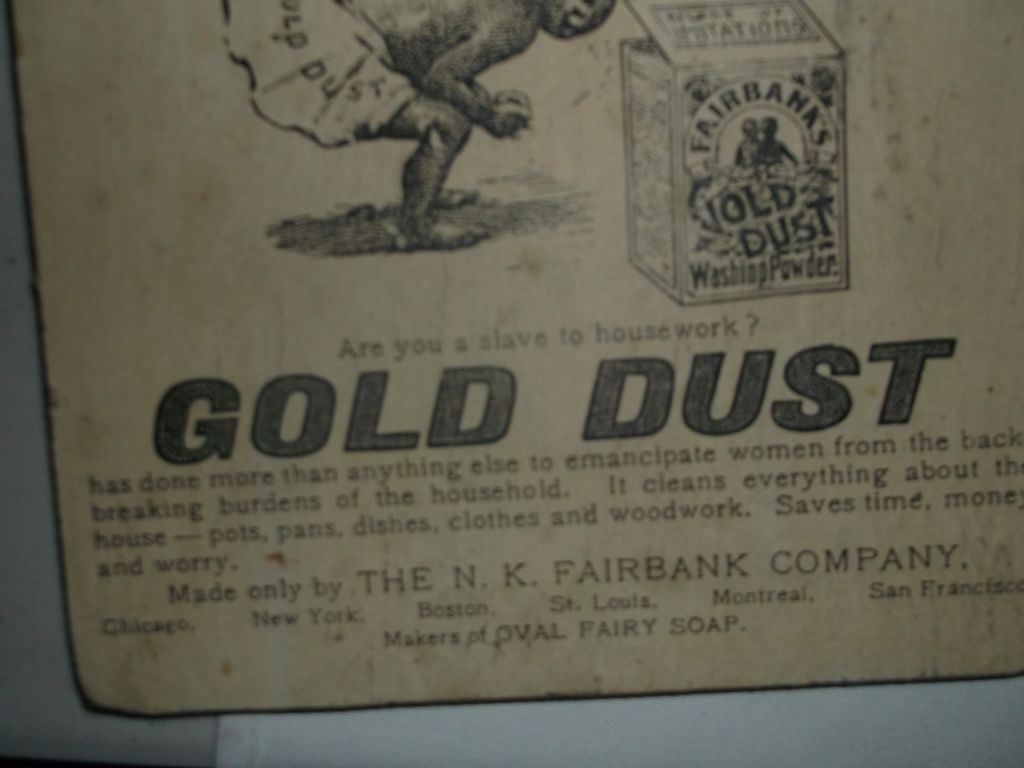 DUST
IMITATIONS
FAIRBANK'S
GOLD
DUST
Washing Powder.
Are you a slave to housework?
GOLD DUST
has done more than anything else to emancipate women from the back
breaking burdens of the household. It cleans everything about the
house — pots, pans, dishes, clothes and woodwork. Saves time, money
and worry.
Made only by THE N. K. FAIRBANK COMPANY,
Chicago, New York, Boston, St. Louis, Montreal, San Francisco
Makers of OVAL FAIRY SOAP.